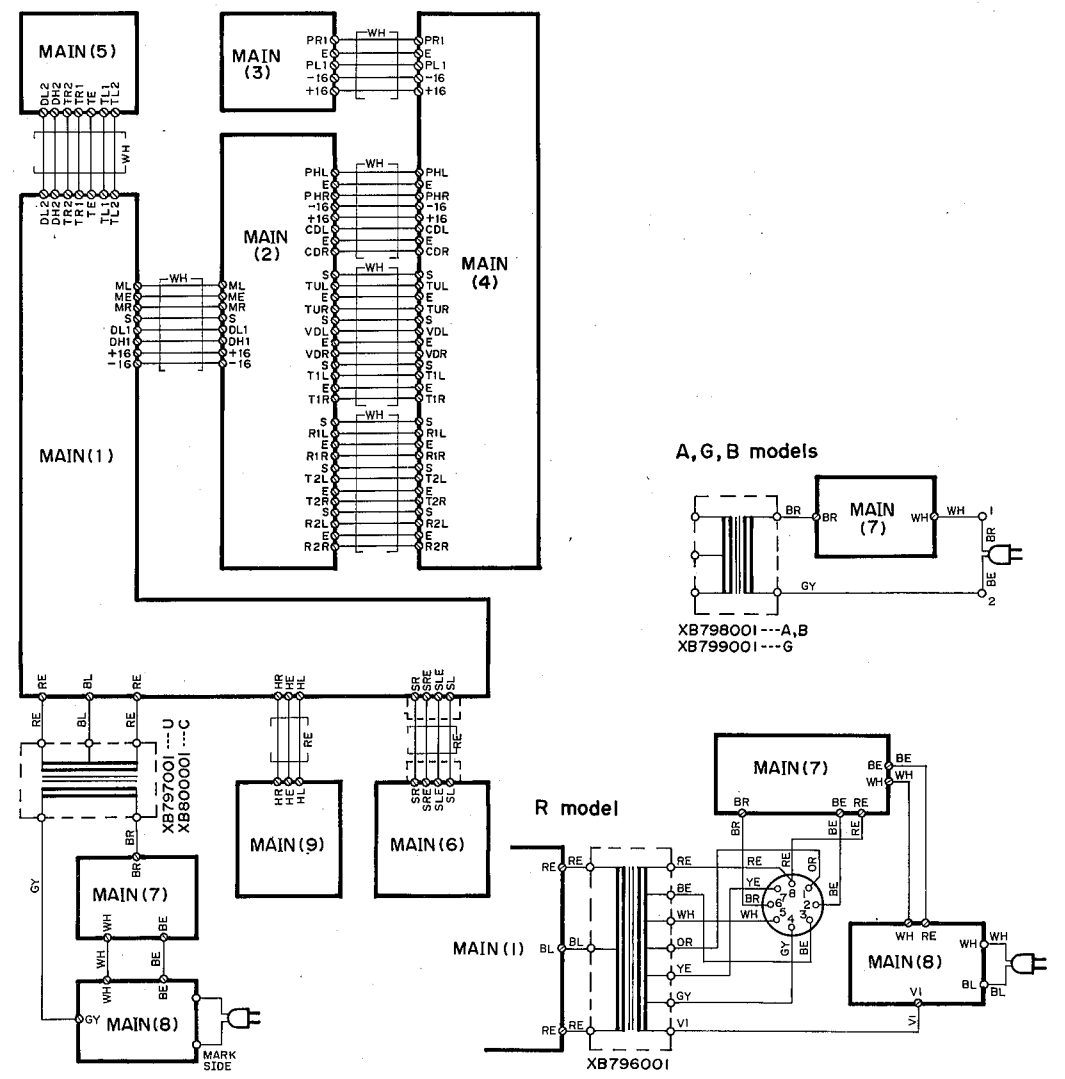 MAIN(5)
DL2
DH2
TR2
TR1
TE
TL1
TL2
WH
DL2
DH2
TR2
TR1
TE
TL1
TL2
MAIN
(3)
PR1
E
PL1
-16
+16
WH
PR1
E
PL1
-16
+16
MAIN
(2)
PHL
E
PHR
-16
+16
CDL
E
CDR
WH
PHL
E
PHR
-16
+16
CDL
E
CDR
S
TUL
E
TUR
S
VDL
E
VDR
S
T1L
E
T1R
WH
S
TUL
E
TUR
S
VDL
E
VDR
S
T1L
E
T1R
S
R1L
E
R1R
S
T2L
E
T2R
S
R2L
E
R2R
WH
S
R1L
E
R1R
S
T2L
E
T2R
S
R2L
E
R2R
MAIN
(4)
ML
ME
MR
S
DL1
DH1
+16
-16
WH
ML
ME
MR
S
DL1
DH1
+16
-16
MAIN(1)
RE
BL
RE
HR
HE
HL
SR
SRE
SLE
SL
RE
BL
RE
RE
RE
XB797001---U
XB800001---C
HR
HE
HL
MAIN(9)
SR
SRE
SLE
SL
MAIN(6)
GY
BR
BR
MAIN(7)
WH
BE
WH
BE
WH
BE
GY
MAIN(8)
MARK
SIDE
A,G,B models
BR
BR
MAIN
(7)
WH
WH
1
BR
BE
GY
2
XB798001---A,B
XB799001---G
R model
MAIN(7)
BE
BE
WH
WH
BR
BE
RE
BR
BE
RE
RE
RE
RE
RE
RE
OR
BE
YE
BR
BE
WH
WH
8
1
7
2
6
3
5
4
MAIN(1)
BL
BL
OR
GY
BE
YE
GY
RE
RE
VI
XB796001
WH
RE
MAIN(8)
WH
WH
BL
BL
VI
VI